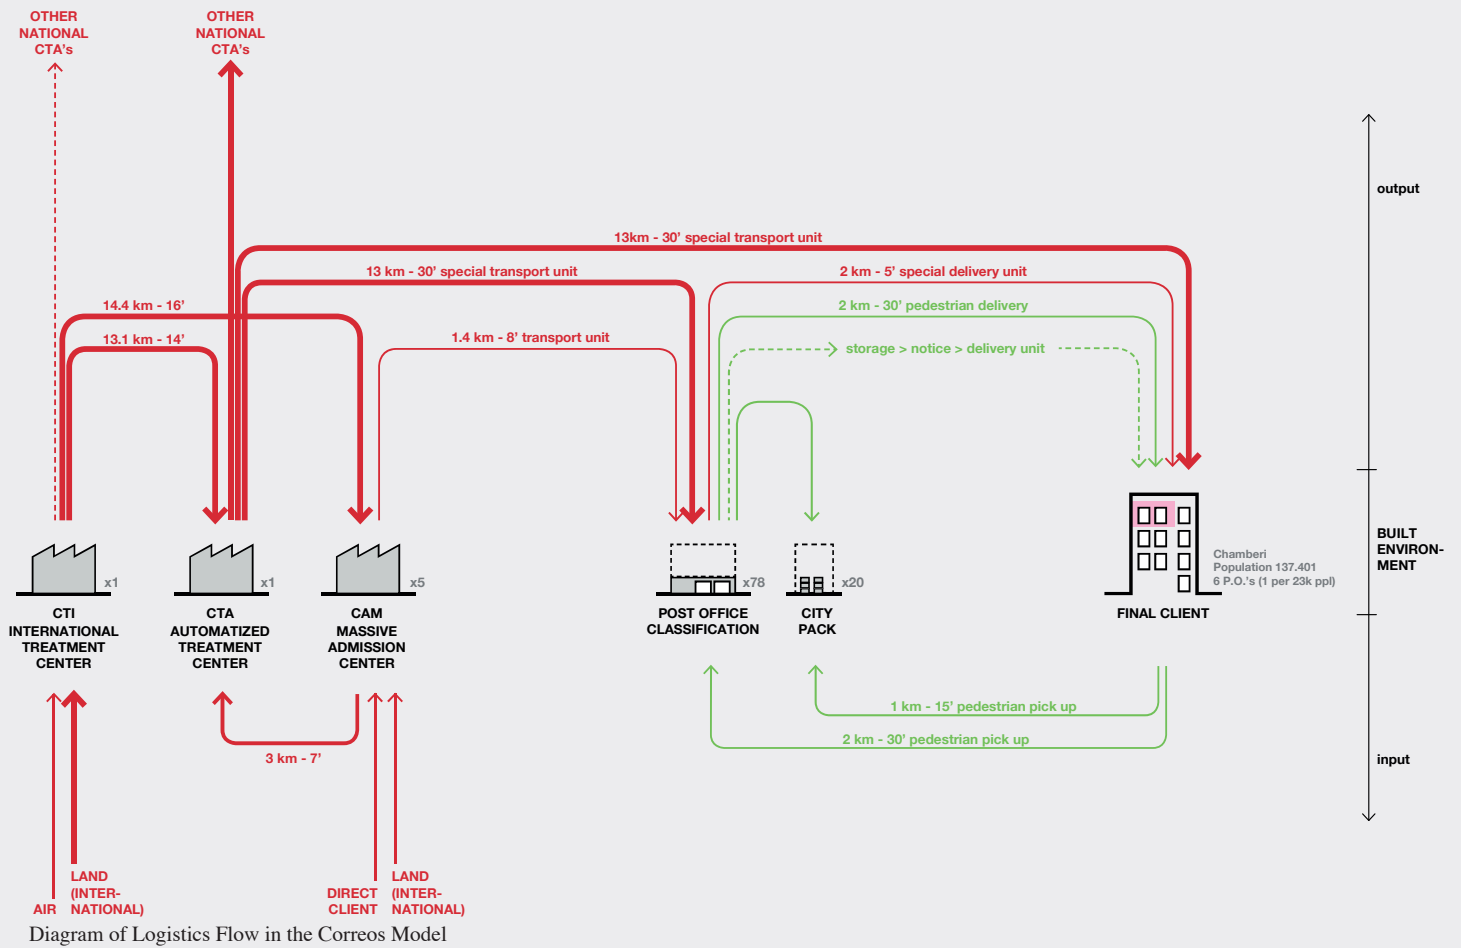 OTHER
NATIONAL
CTA's
OTHER
NATIONAL
CTA's
output
13km - 30' special transport unit
13 km - 30' special transport unit
2 km - 5' special delivery unit
14.4 km - 16'
2 km - 30' pedestrian delivery
13.1 km - 14'
1.4 km - 8' transport unit
storage > notice > delivery unit
BUILT
ENVIRON-
MENT
Chamberi
Population 137.401
6 P.O.'s (1 per 23k ppl)
x1
x1
x5
x78
x20
CTI
INTERNATIONAL
TREATMENT
CENTER
CTA
AUTOMATIZED
TREATMENT
CENTER
CAM
MASSIVE
ADMISSION
CENTER
POST OFFICE
CLASSIFICATION
CITY
PACK
FINAL CLIENT
1 km - 15' pedestrian pick up
2 km - 30' pedestrian pick up
3 km - 7'
input
AIR
LAND
(INTER-
NATIONAL)
DIRECT
CLIENT
LAND
(INTER-
NATIONAL)
Diagram of Logistics Flow in the Correos Model